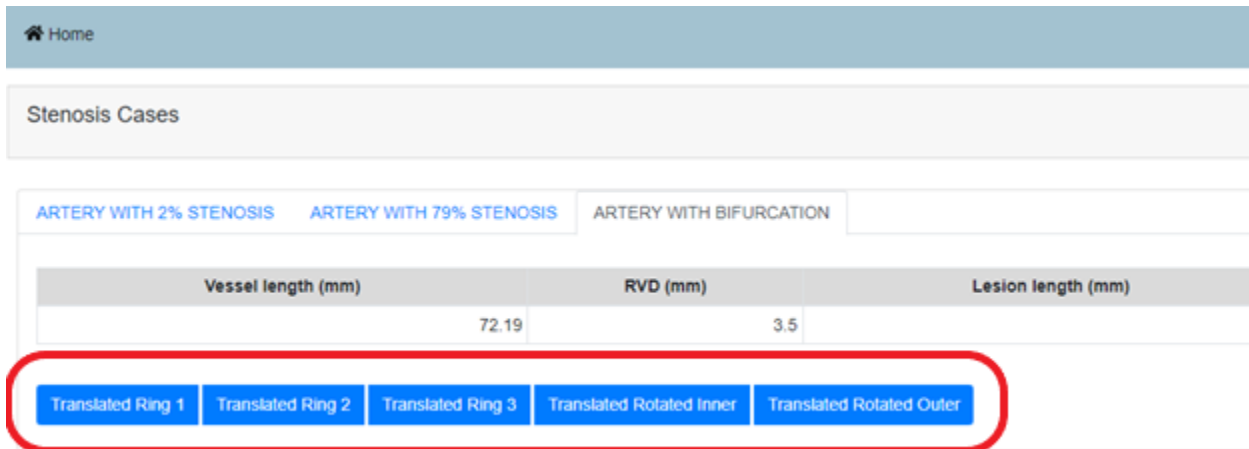 Home
Stenosis Cases
ARTERY WITH 2% STENOSIS ARTERY WITH 79% STENOSIS ARTERY WITH BIFURCATION
Vessel length (mm) RVD (mm) Lesion length (mm)
72.19 3.5
Translated Ring 1 Translated Ring 2 Translated Ring 3 Translated Rotated Inner Translated Rotated Outer